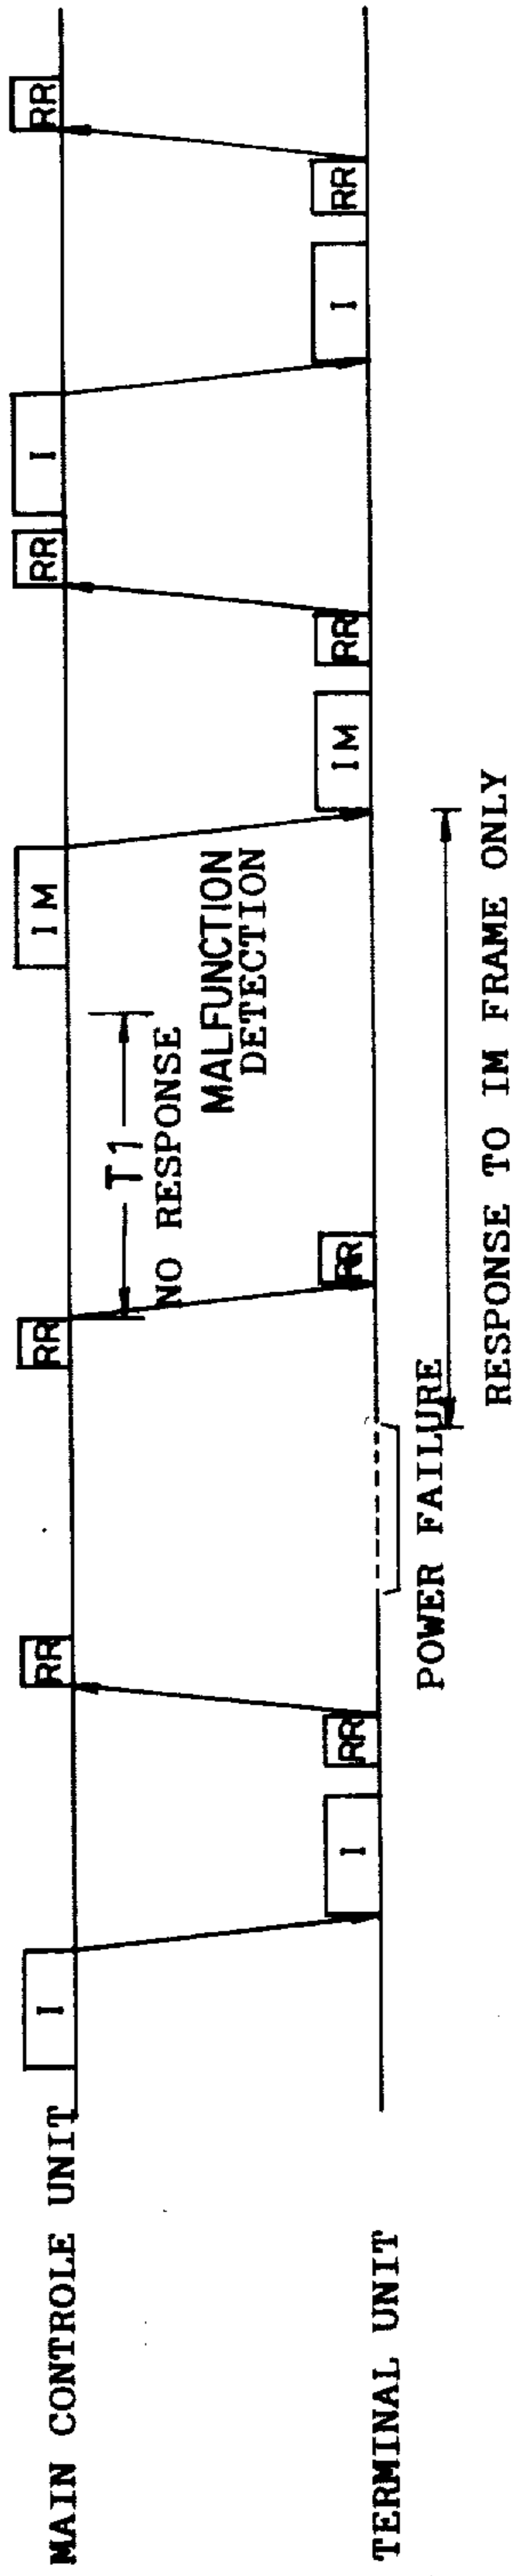 MAIN CONTROLE UNIT
I
RR
RR
IM
RR
I
RR
T1
NO RESPONSE
MALFUNCTION
DETECTION
TERMINAL UNIT
I
RR
RR
IM
RR
I
RR
POWER FAILURE
RESPONSE TO IM FRAME ONLY